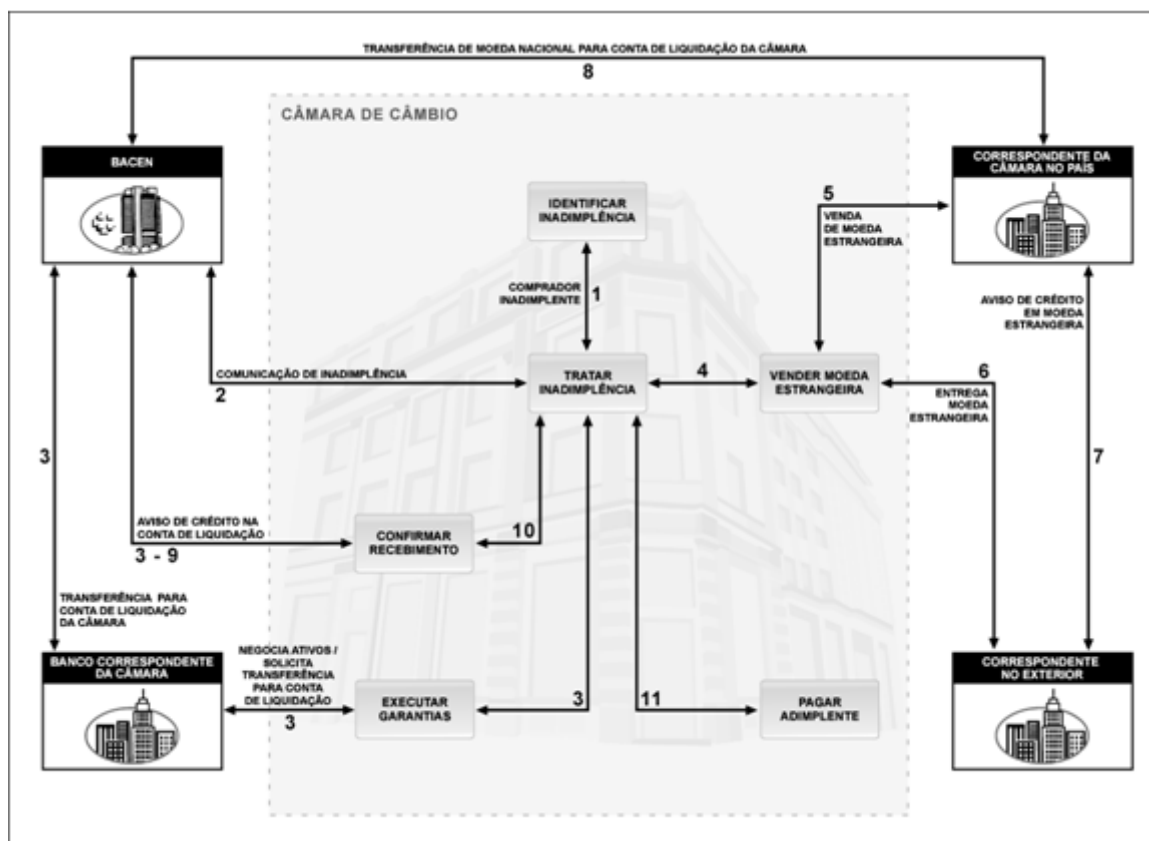 TRANSFERÊNCIA DE MOEDA NACIONAL PARA CONTA DE LIQUIDAÇÃO DA CÂMARA
8
CÂMARA DE CÂMBIO
BACEN
CORRESPONDENTE DA
CÂMARA NO PAÍS
IDENTIFICAR
INADIMPLÊNCIA
5
VENDA
DE MOEDA
ESTRANGEIRA
COMPRADOR
INADIMPLENTE
1
AVISO DE CRÉDITO
EM MOEDA
ESTRANGEIRA
COMUNICAÇÃO DE INADIMPLÊNCIA
2
TRATAR
INADIMPLÊNCIA
4
VENDER MOEDA
ESTRANGEIRA
6
ENTREGA
MOEDA
ESTRANGEIRA
3
7
AVISO DE CRÉDITO NA
CONTA DE LIQUIDAÇÃO
3 - 9
CONFIRMAR
RECEBIMENTO
10
TRANSFERÊNCIA PARA
CONTA DE LIQUIDAÇÃO
DA CÂMARA
BANCO CORRESPONDENTE
DA CÂMARA
NEGOCIA ATIVOS /
SOLICITA
TRANSFERÊNCIA
PARA CONTA
DE LIQUIDAÇÃO
3
EXECUTAR
GARANTIAS
3
11
PAGAR
ADIMPLENTE
CORRESPONDENTE
NO EXTERIOR